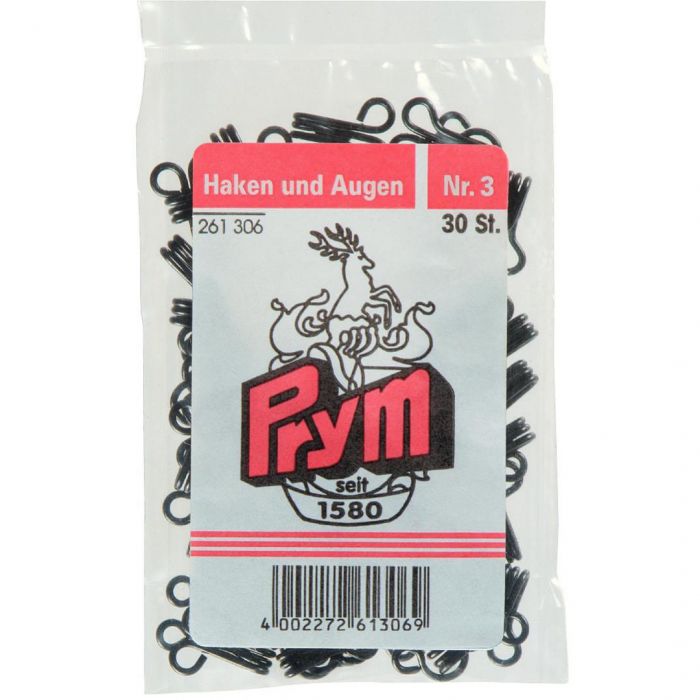 Haken und Augen Nr. 3
261 306 30 St.
Prym
seit
1580
4 002272 613069